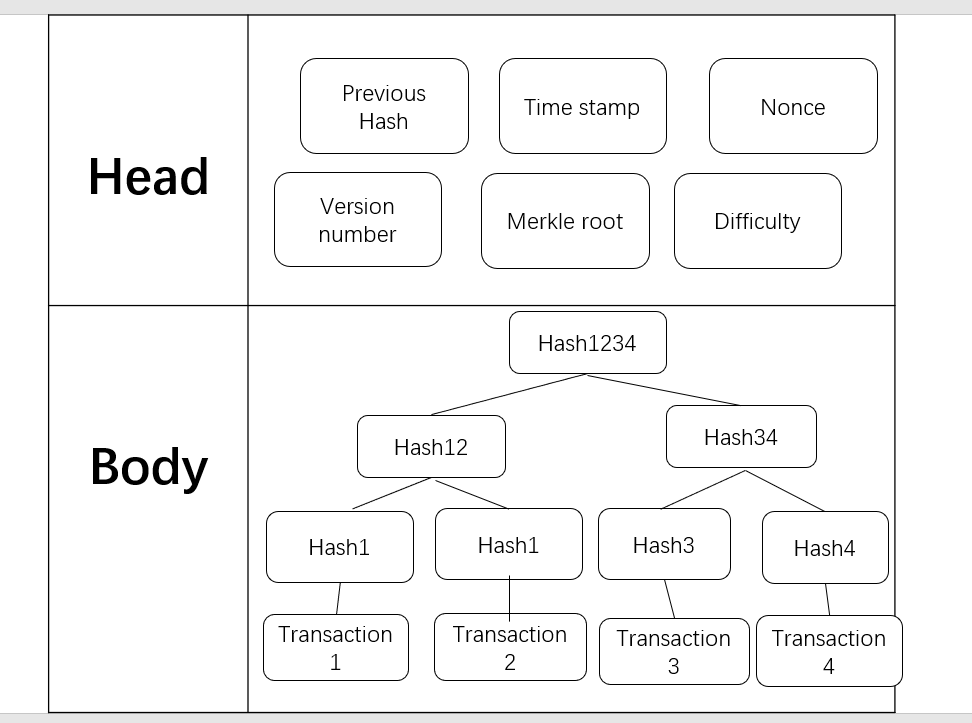 Head
Previous
Hash
Time stamp
Nonce
Version
number
Merkle root
Difficulty
Body
Hash1234
Hash12
Hash34
Hash1
Hash1
Hash3
Hash4
Transaction
1
Transaction
2
Transaction
3
Transaction
4